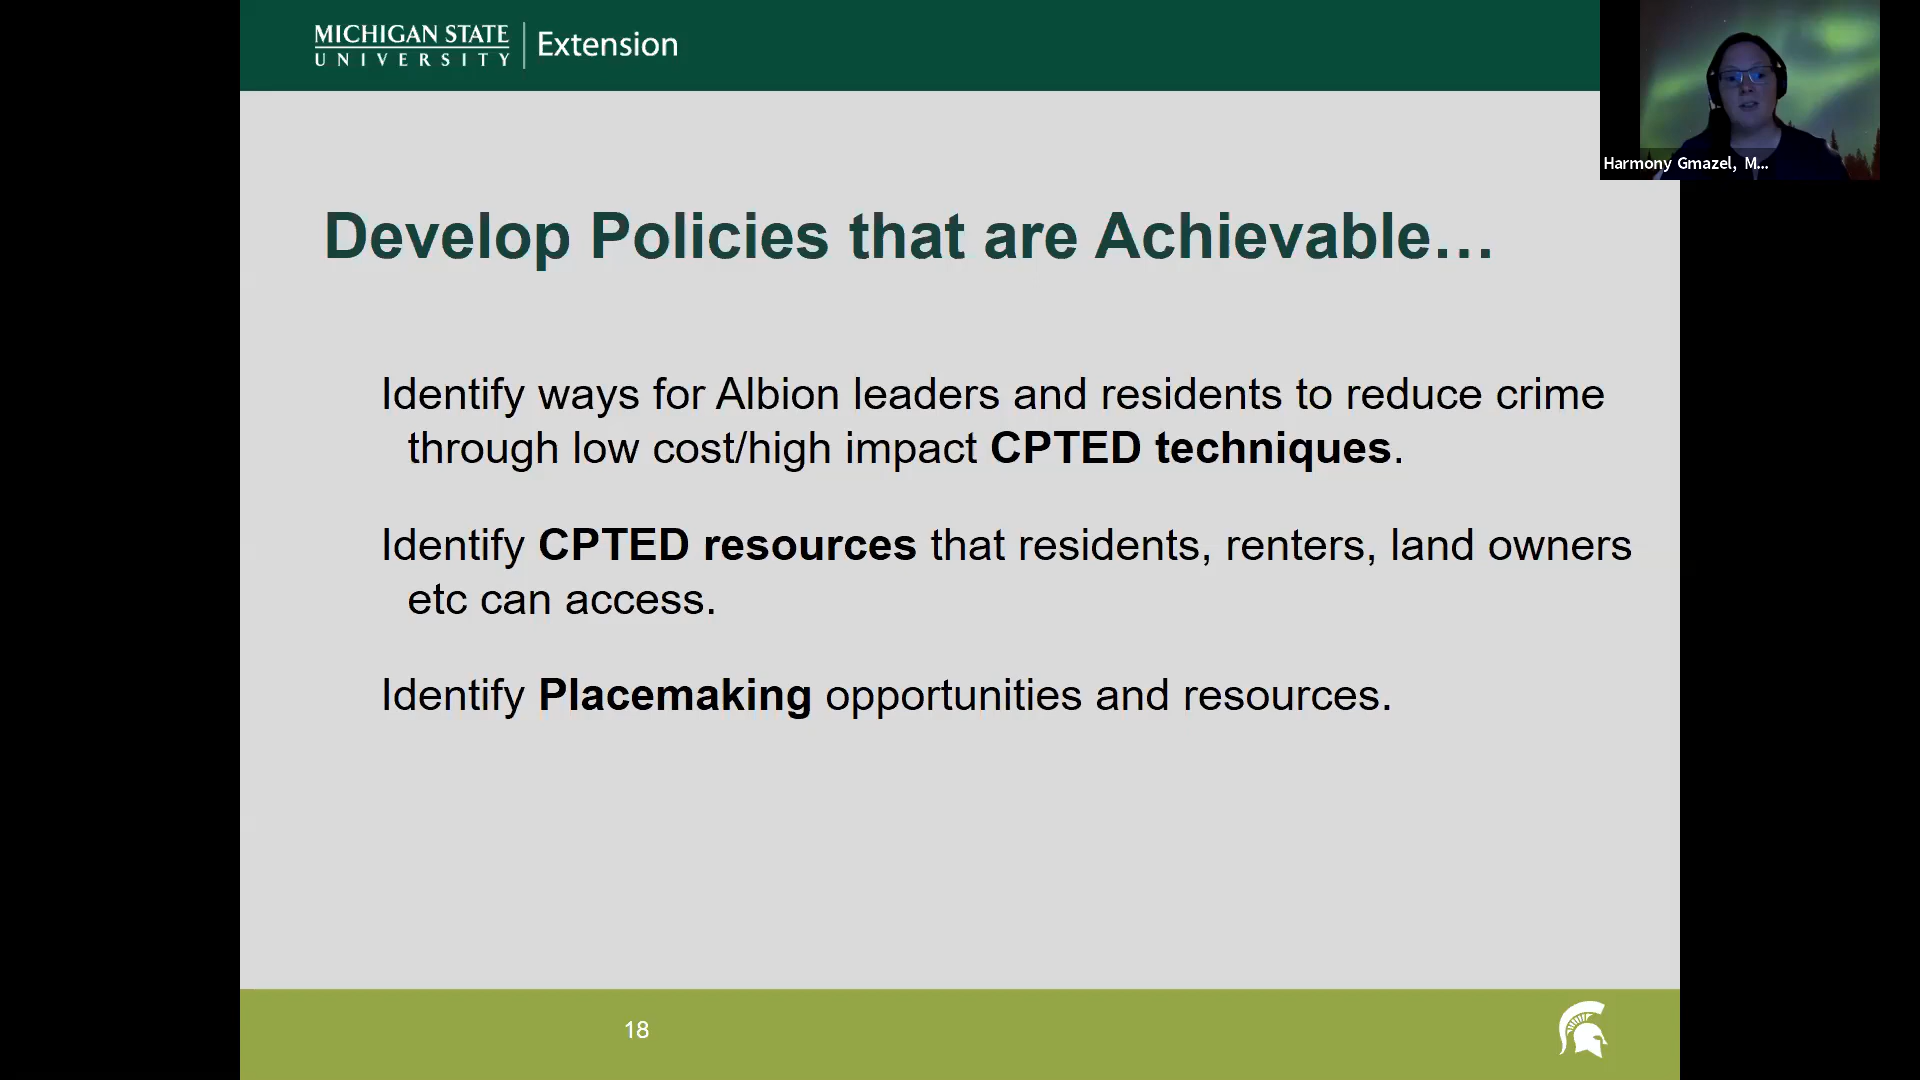 MICHIGAN STATE
UNIVERSITY
Extension
Harmony Gmazel, M...
Develop Policies that are Achievable…
Identify ways for Albion leaders and residents to reduce crime
through low cost/high impact CPTED techniques.
Identify CPTED resources that residents, renters, land owners
etc can access.
Identify Placemaking opportunities and resources.
18